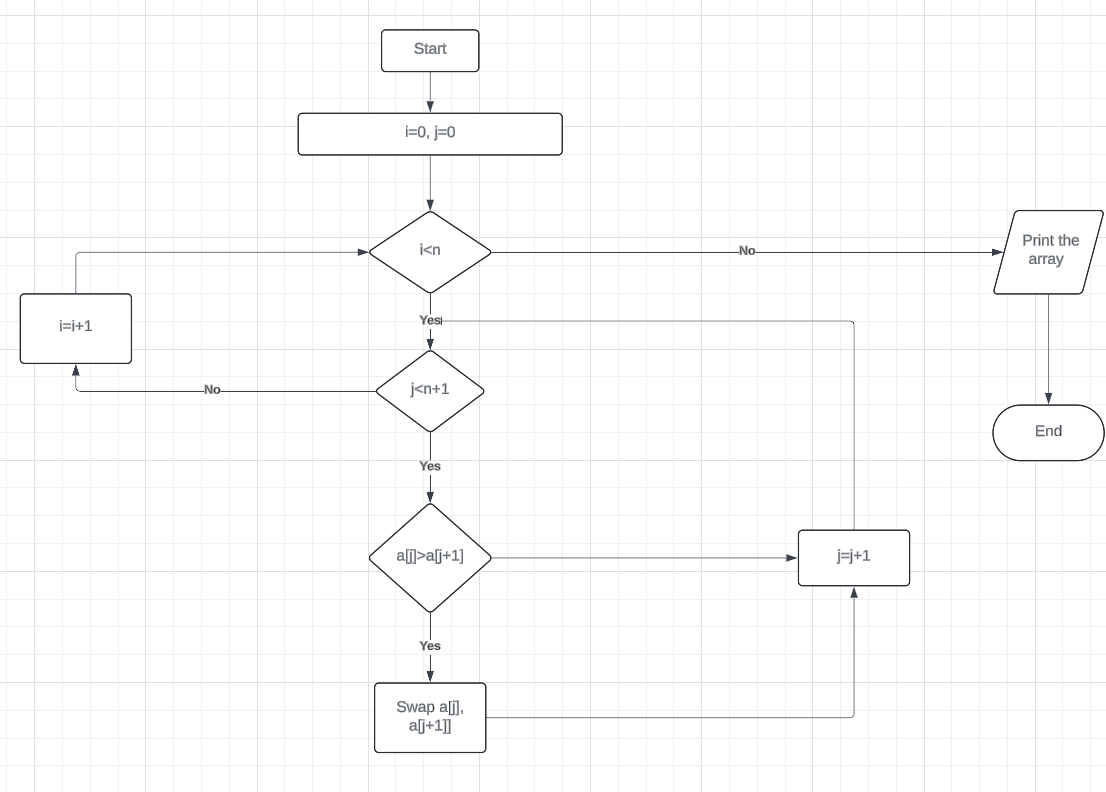 Start
i=0, j=0
i<n
No
Print the
array
Yes
i=i+1
j<n+1
No
End
Yes
a[j]>a[j+1]
j=j+1
Yes
Swap a[j],
a[j+1]]